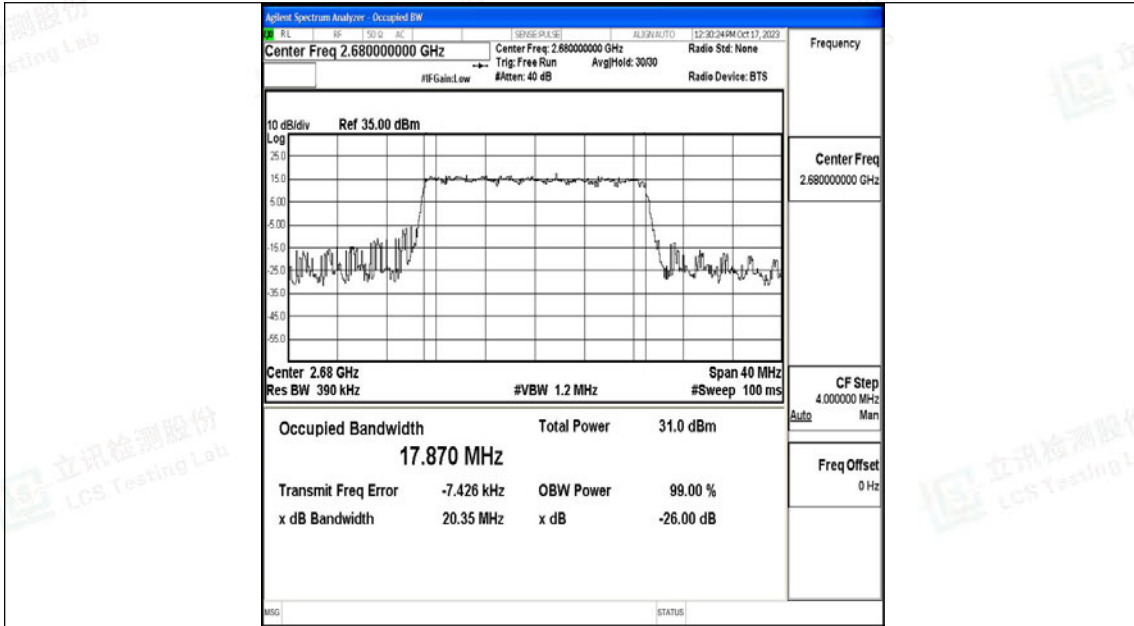 Agilent Spectrum Analyzer - Occupied BW
RL RF 50 Ω AC SENSE:PULSE ALIGNAUTO 12:30:24 PM Oct 17, 2023
Center Freq 2.680000000 GHz
Center Freq: 2.680000000 GHz Radio Std: None
Trig: Free Run Avg|Hold: 30/30
#IFGain:Low #Atten: 40 dB Radio Device: BTS
Frequency
10 dB/div Ref 35.00 dBm
Log
25.0
15.0
5.00
-5.00
-15.0
-25.0
-35.0
-45.0
-55.0
Center 2.68 GHz Span 40 MHz
Res BW 390 kHz #VBW 1.2 MHz #Sweep 100 ms
Center Freq
2.680000000 GHz
CF Step
4.000000 MHz
Auto Man
Freq Offset
0 Hz
Occupied Bandwidth Total Power 31.0 dBm
17.870 MHz
Transmit Freq Error -7.426 kHz OBW Power 99.00 %
x dB Bandwidth 20.35 MHz x dB -26.00 dB
MSG STATUS
立讯检测股份
LCS Testing Lab